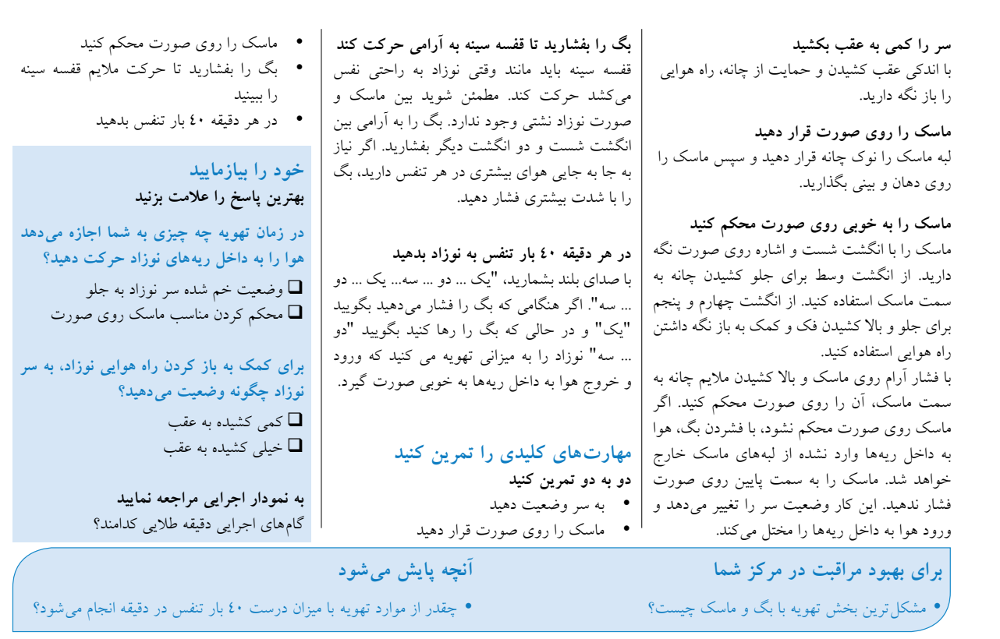 سر را کمی به عقب بکشید
با اندکی عقب کشیدن و حمایت از چانه، راه هوایی
را باز نگه دارید.
ماسک را روی صورت قرار دهید
لبه ماسک را نوک چانه قرار دهید و سپس ماسک را
روی دهان و بینی بگذارید.
ماسک را به خوبی روی صورت محکم کنید
ماسک را با انگشت شست و اشاره روی صورت نگه
دارید. از انگشت وسط برای جلو کشیدن چانه به
سمت ماسک استفاده کنید. از انگشت چهارم و پنجم
برای جلو و بالا کشیدن فک و کمک به باز نگه داشتن
راه هوایی استفاده کنید.
با فشار آرام روی ماسک و بالا کشیدن ملایم چانه به
سمت ماسک، آن را روی صورت محکم کنید. اگر
ماسک روی صورت محکم نشود، با فشردن بگ، هوا
به داخل ریه‌ها وارد نشده از لبه‌های ماسک خارج
خواهد شد. ماسک را به سمت پایین روی صورت
فشار ندهید. این کار وضعیت سر را تغییر می‌دهد و
ورود هوا به داخل ریه‌ها را مختل می‌کند.
بگ را بفشارید تا قفسه سینه به آرامی حرکت کند
قفسه سینه باید مانند وقتی نوزاد به راحتی نفس
می‌کشد حرکت کند. مطمئن شوید بین ماسک و
صورت نوزاد نشتی وجود ندارد. بگ را به آرامی بین
انگشت شست و دو انگشت دیگر بفشارید. اگر نیاز
به جا به جایی هوای بیشتری در هر تنفس دارید، بگ
را با شدت بیشتری فشار دهید.
در هر دقیقه ٤٠ بار تنفس به نوزاد بدهید
با صدای بلند بشمارید، "یک ... دو ... سه... یک ... دو
... سه". اگر هنگامی که بگ را فشار می‌دهید بگویید
"یک" و در حالی که بگ را رها کنید بگویید "دو
... سه" نوزاد را به میزانی تهویه می کنید که ورود
و خروج هوا به داخل ریه‌ها به خوبی صورت گیرد.
مهارت‌های کلیدی را تمرین کنید
دو به دو تمرین کنید
• به سر وضعیت دهید
• ماسک را روی صورت قرار دهید
• ماسک را روی صورت محکم کنید
• بگ را بفشارید تا حرکت ملایم قفسه سینه
را ببینید
• در هر دقیقه ٤٠ بار تنفس بدهید
خود را بیازمایید
بهترین پاسخ را علامت بزنید
در زمان تهویه چه چیزی به شما اجازه می‌دهد
هوا را به داخل ریه‌های نوزاد حرکت دهید؟
❑ وضعیت خم شده سر نوزاد به جلو
❑ محکم کردن مناسب ماسک روی صورت
برای کمک به باز کردن راه هوایی نوزاد، به سر
نوزاد چگونه وضعیت می‌دهید؟
❑ کمی کشیده به عقب
❑ خیلی کشیده به عقب
به نمودار اجرایی مراجعه نمایید
گام‌های اجرایی دقیقه طلایی کدامند؟
برای بهبود مراقبت در مرکز شما
• مشکل‌ترین بخش تهویه با بگ و ماسک چیست؟
آنچه پایش می‌شود
• چقدر از موارد تهویه با میزان درست ٤٠ بار تنفس در دقیقه انجام می‌شود؟